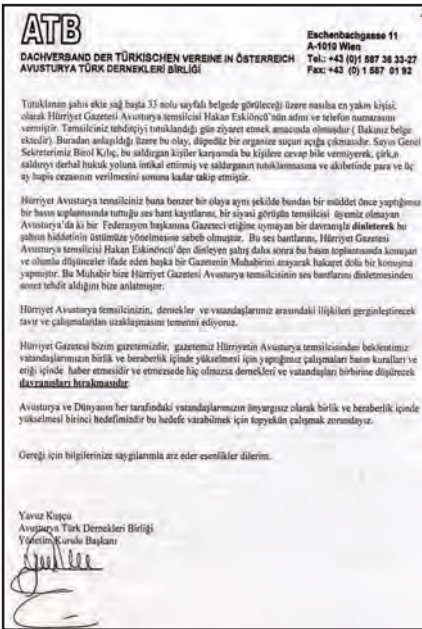 ATB
Eschenbachgasse 11
A-1010 Wien
Tel.: +43 (0)1 587 36 33-27
Fax: +43 (0) 1 587 01 92
DACHVERBAND DER TÜRKISCHEN VEREINE IN ÖSTERREICH
AVUSTURYA TÜRK DERNEKLERİ BİRLİĞİ
Tutuklanan şahıs ekte sağ başta 33 nolu sayfalı belgede görüleceği üzere nasılsa en yakın kişisi,
olarak Hürriyet Gazetesi Avusturya temsilcisi Hakan Eskiöncü'nün adını ve telefon numarasını
vermiştir. Tamsilciniz tehditçiyi tutuklandığı gün ziyaret etmek amacında olmuştur ( Bakınız belge
ektedir). Buradan anlaşıldığı üzere bu olay, düpedüz bir organize suçun açığa çıkmasıdır. Sayın Genel
Sekreterimiz Birol Kılıç, bu saldırgan kişiler karşısında bu kişilere cevap bile vermiyerek, çirkin
saldırıyı derhal hukuk yoluna intikal ettirmiş ve saldırganın tutuklanmasına ve akibetinde para ve üç
ay hapis cezasının verilmesini sonuna kadar takip etmiştir.
Hürriyet Avusturya temsilciniz buna benzer bir olaya aynı şekilde bundan bir müddet önce yaptığımız
bir basın toplantısında tuttuğu ses bant kayıtlarını, bir siyasi görüşün temsilcisi üyemiz olmayan
Avusturya'da ki bir Federasyon başkanına Gazeteci etiğine uymayan bir davranışla dinleterek bu
şahsın hiddetinin üstümüze yönelmesine sebeb olmuştur. Bu ses bantlarını, Hürriyet Gazetesi
Avusturya temsilcisi Hakan Eskinöncü'den dinleyen şahıs daha sonra bu basın toplantısında konuşan
ve olumlu düşünceler ifade eden başka bir Gazetenin Muhabirini arayarak hakaret dolu bir konuşma
yapmıştır. Bu Muhabir bize Hürriyet Gazetesi Avusturya temsilcisinin ses bantlarını dinletmesinden
sonra tehdit aldığını bize anlatmıştır.
Hürriyet Avusturya temsilcinizin, dernekler ve vatandaşlarımız arasındaki ilişkileri gerginleştirecek
tavır ve çalışmalardan uzaklaşmasını temenni ediyoruz.
Hürriyet Gazetesi bizim gazetemizdir, gazetemiz Hürriyetin Avusturya temsilcisinden beklentimiz
vatandaşlarımızın birlik ve beraberlik içinde yükselmesi için yaptığımız çalışmaları basın kuralları ve
etiği içinde haber etmesidir ve etmezsede hiç olmazsa dernekleri ve vatandaşları birbirine düşürecek
davranışları bırakmasıdır.
Avusturya ve Dünyanın her tarafındaki vatandaşlarımızın önyargısız olarak birlik ve beraberlik içinde
yükselmesi birinci hedefimizdir bu hedefe varabilmek için topyekün çalışmak zorundayız.
Gereği için bilgilerinize saygılarımla arz eder esenlikler dilerim.
Yavuz Kuşçu
Avusturya Türk Dernekleri Birliği
Yönetim Kurulu Başkanı